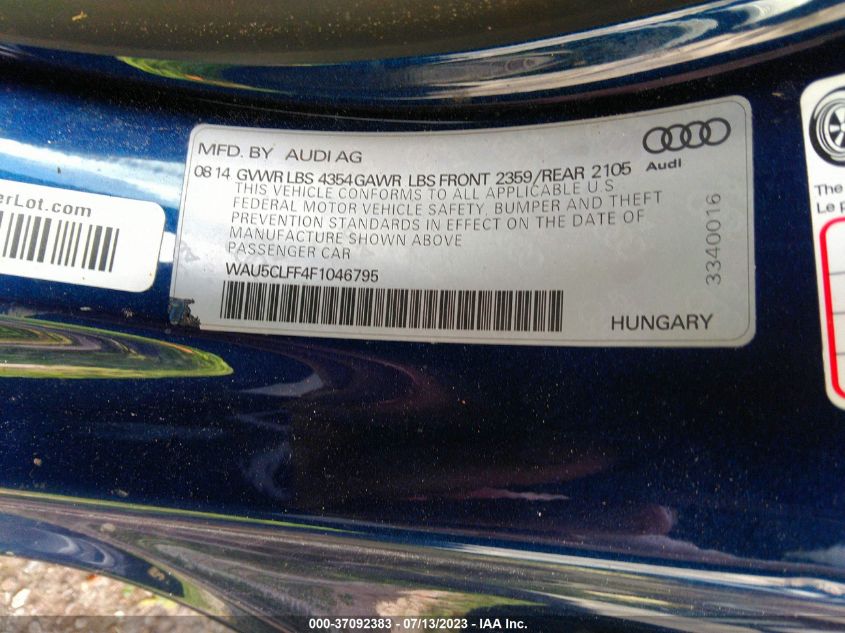 MFD. BY AUDI AG
Audi
08 14 GVWR LBS 4354 GAWR LBS FRONT 2359/REAR 2105
THIS VEHICLE CONFORMS TO ALL APPLICABLE U S
FEDERAL MOTOR VEHICLE SAFETY, BUMPER AND THEFT
PREVENTION STANDARDS IN EFFECT ON THE DATE OF
MANUFACTURE SHOWN ABOVE
PASSENGER CAR
WAU5CLFF4F1046795
HUNGARY
3340016
erLot.com
The
Le p
000-37092383 - 07/13/2023 - IAA Inc.